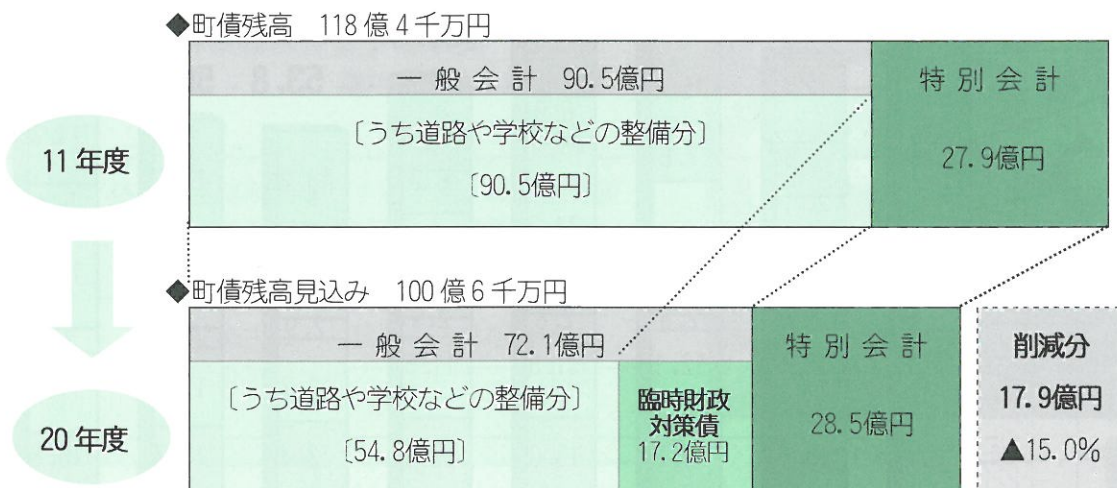 ◆町債残高 118億4千万円
一般会計 90.5億円
特別会計
〔うち道路や学校などの整備分〕
11年度
27.9億円
〔90.5億円〕
◆町債残高見込み 100億6千万円
一般会計 72.1億円
特別会計
削減分
〔うち道路や学校などの整備分〕
臨時財政
対策債
17.9億円
20年度
〔54.8億円〕
17.2億円
28.5億円
▲15.0%